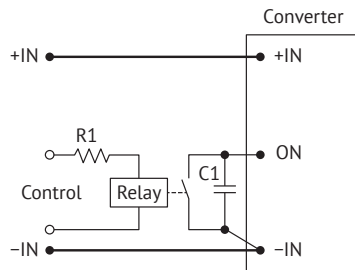 Converter
+IN
+IN
R1
ON
C1
Control
Relay
−IN
−IN